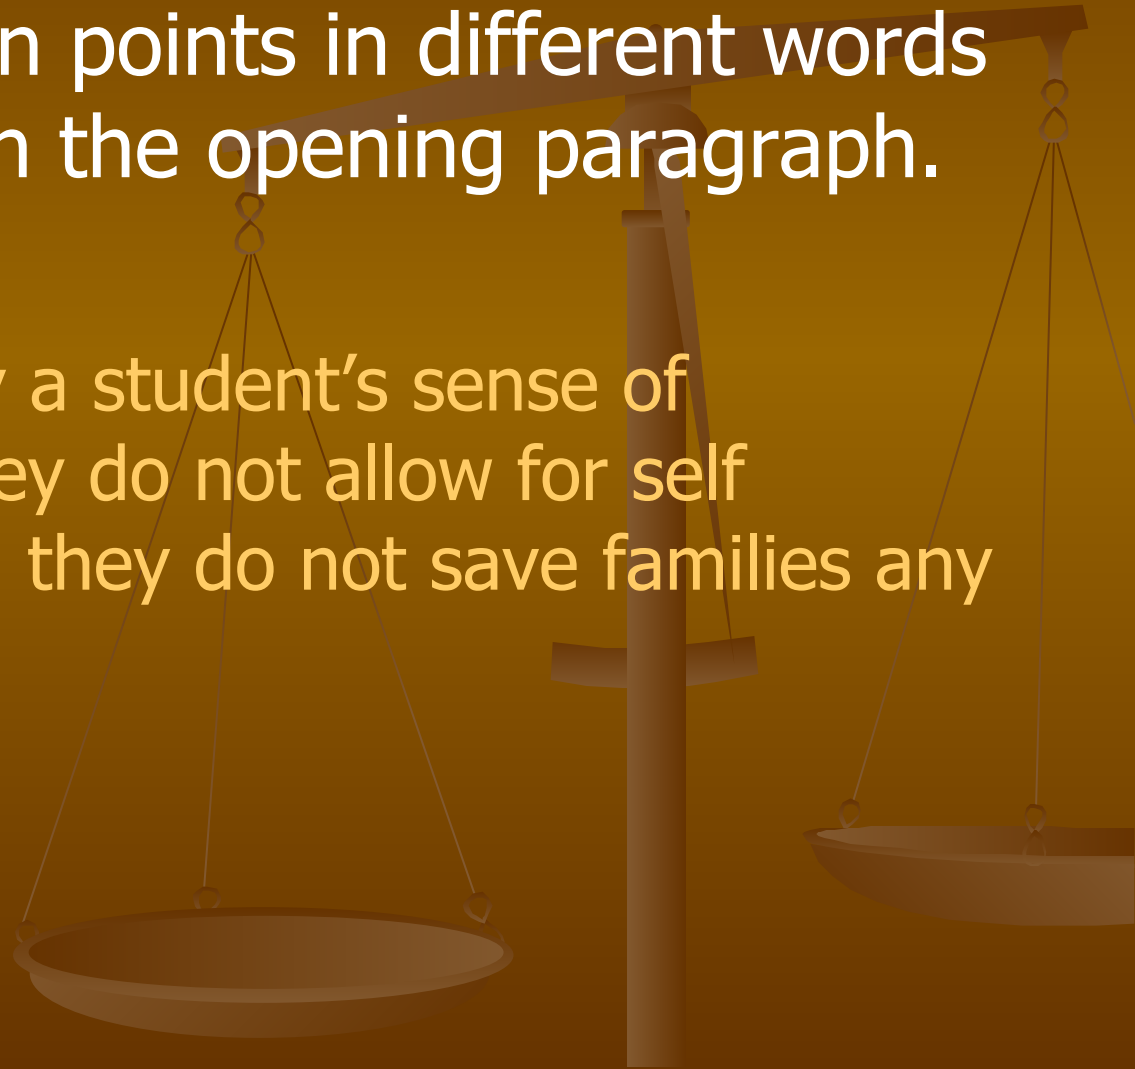 n points in different words
n the opening paragraph.
y a student’s sense of
ey do not allow for self
they do not save families any